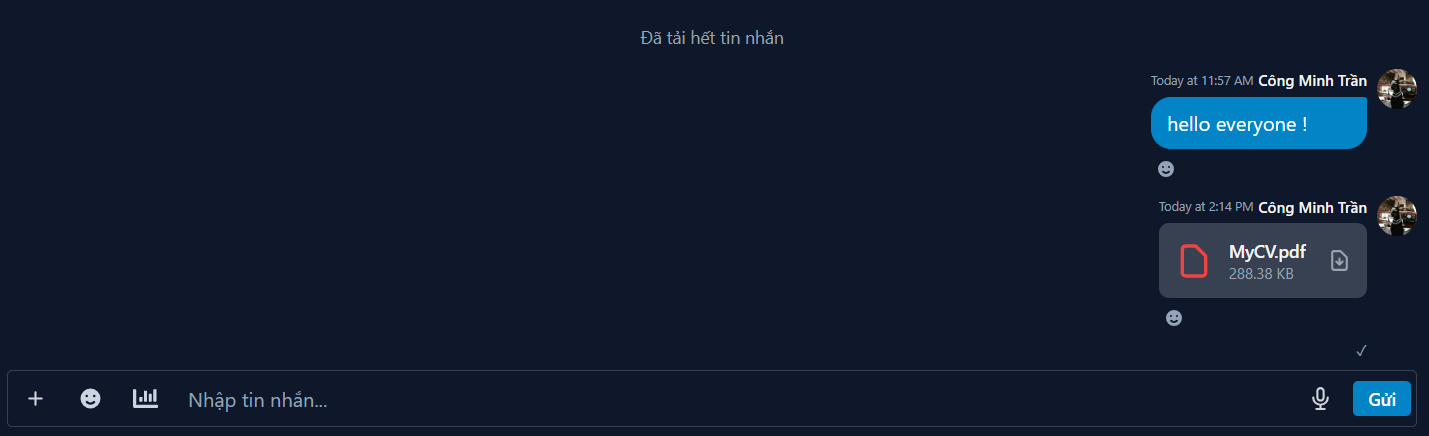 Đã tải hết tin nhắn
Today at 11:57 AM Công Minh Trần
hello everyone !
Today at 2:14 PM Công Minh Trần
MyCV.pdf
288.38 KB
Nhập tin nhắn...
Gửi